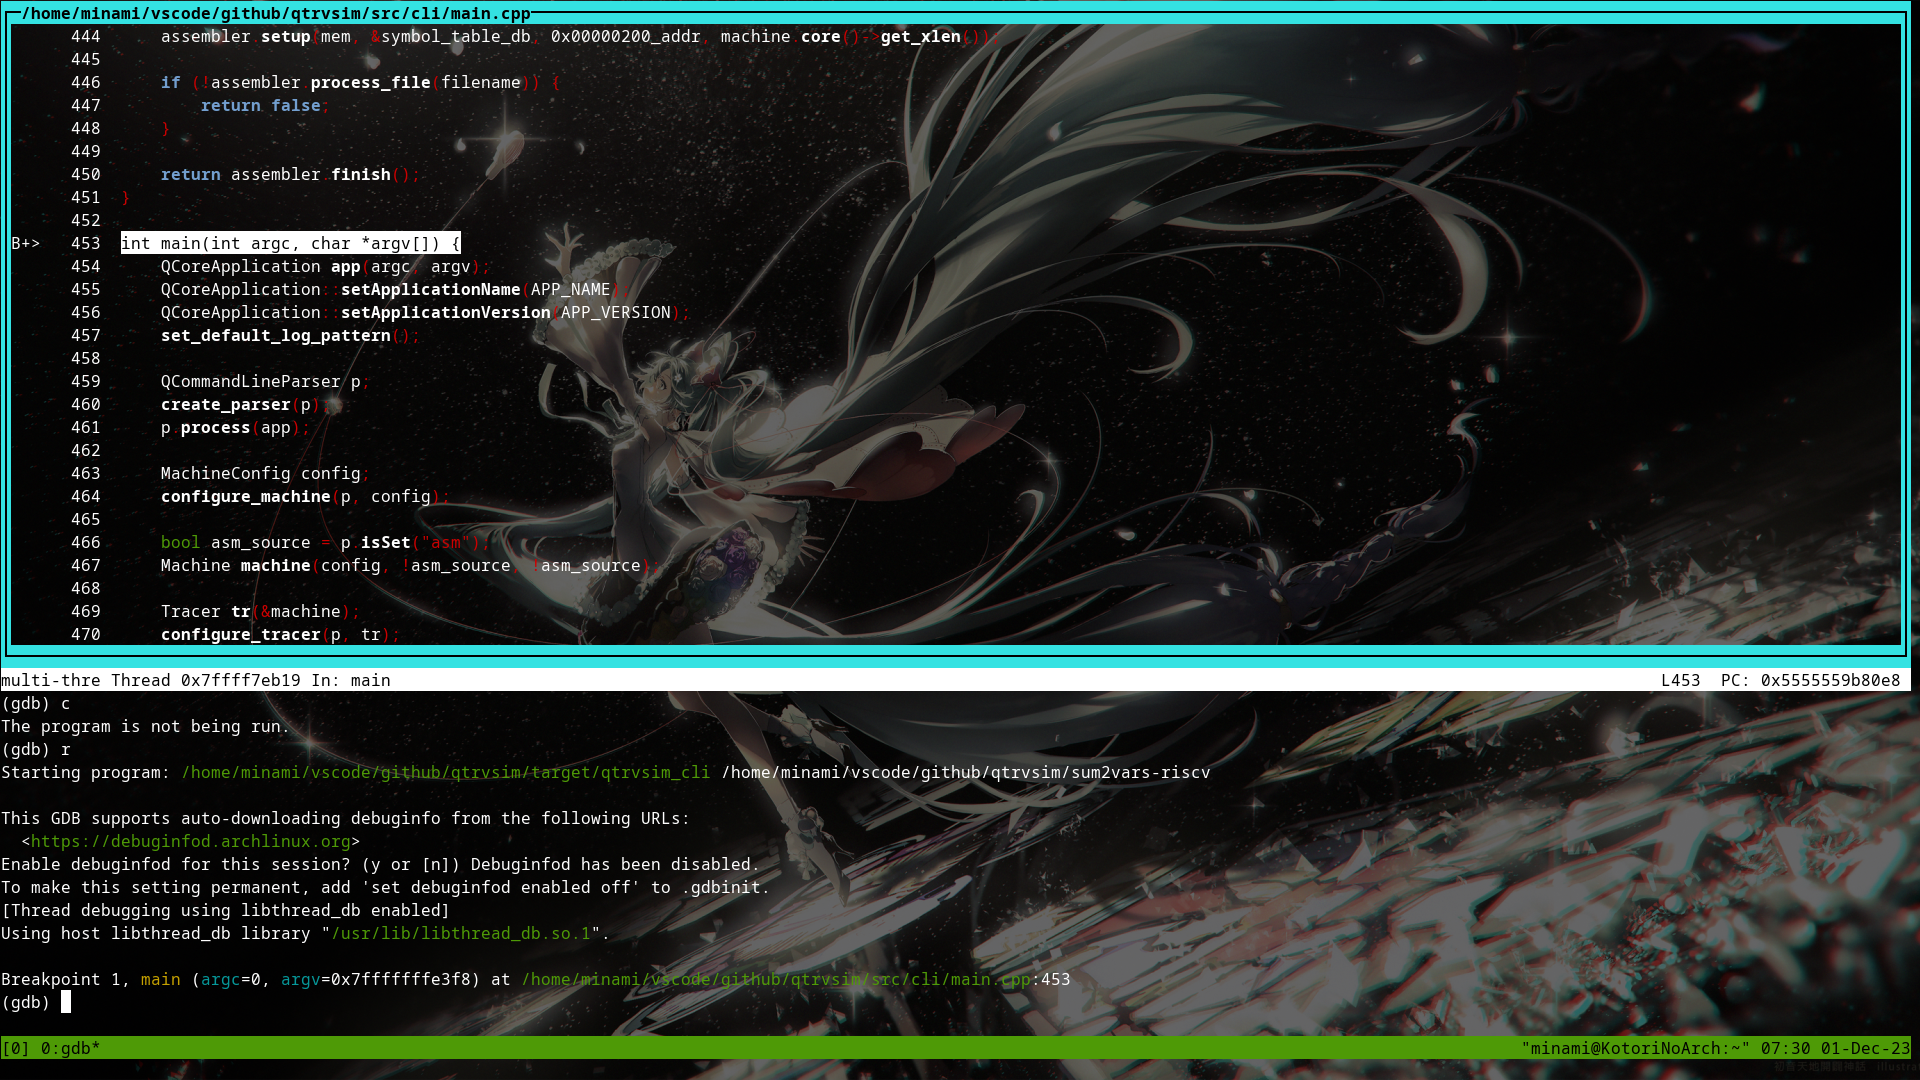 /home/minami/vscode/github/qtrvsim/src/cli/main.cpp
444 assembler.setup(mem, &symbol_table_db, 0x00000200_addr, machine.core()->get_xlen());
445
446 if (!assembler.process_file(filename)) {
447 return false;
448 }
449
450 return assembler.finish();
451 }
452
B+> 453 int main(int argc, char *argv[]) {
454 QCoreApplication app(argc, argv);
455 QCoreApplication::setApplicationName(APP_NAME);
456 QCoreApplication::setApplicationVersion(APP_VERSION);
457 set_default_log_pattern();
458
459 QCommandLineParser p;
460 create_parser(p);
461 p.process(app);
462
463 MachineConfig config;
464 configure_machine(p, config);
465
466 bool asm_source = p.isSet("asm");
467 Machine machine(config, !asm_source, !asm_source);
468
469 Tracer tr(&machine);
470 configure_tracer(p, tr);
multi-thre Thread 0x7ffff7eb19 In: main L453 PC: 0x5555559b80e8
(gdb) c
The program is not being run.
(gdb) r
Starting program: /home/minami/vscode/github/qtrvsim/target/qtrvsim_cli /home/minami/vscode/github/qtrvsim/sum2vars-riscv
This GDB supports auto-downloading debuginfo from the following URLs:
<https://debuginfod.archlinux.org>
Enable debuginfod for this session? (y or [n]) Debuginfod has been disabled.
To make this setting permanent, add 'set debuginfod enabled off' to .gdbinit.
[Thread debugging using libthread_db enabled]
Using host libthread_db library "/usr/lib/libthread_db.so.1".
Breakpoint 1, main (argc=0, argv=0x7fffffffe3f8) at /home/minami/vscode/github/qtrvsim/src/cli/main.cpp:453
(gdb)
[0] 0:gdb* "minami@KotoriNoArch:~" 07:30 01-Dec-23